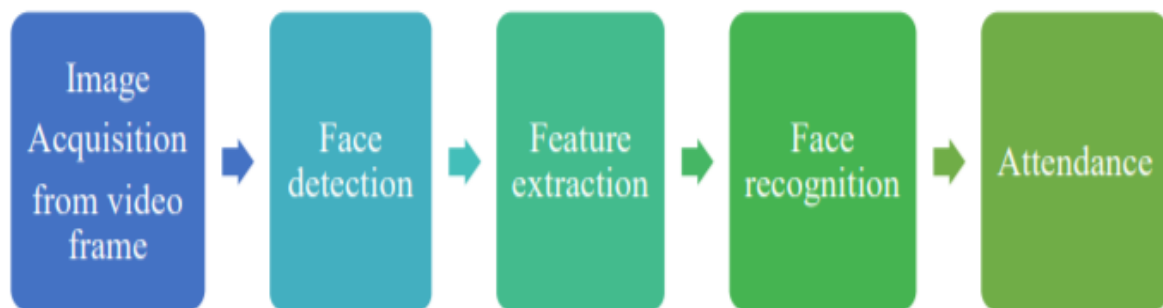 Image
Acquisition
from video
frame
Face
detection
Feature
extraction
Face
recognition
Attendance